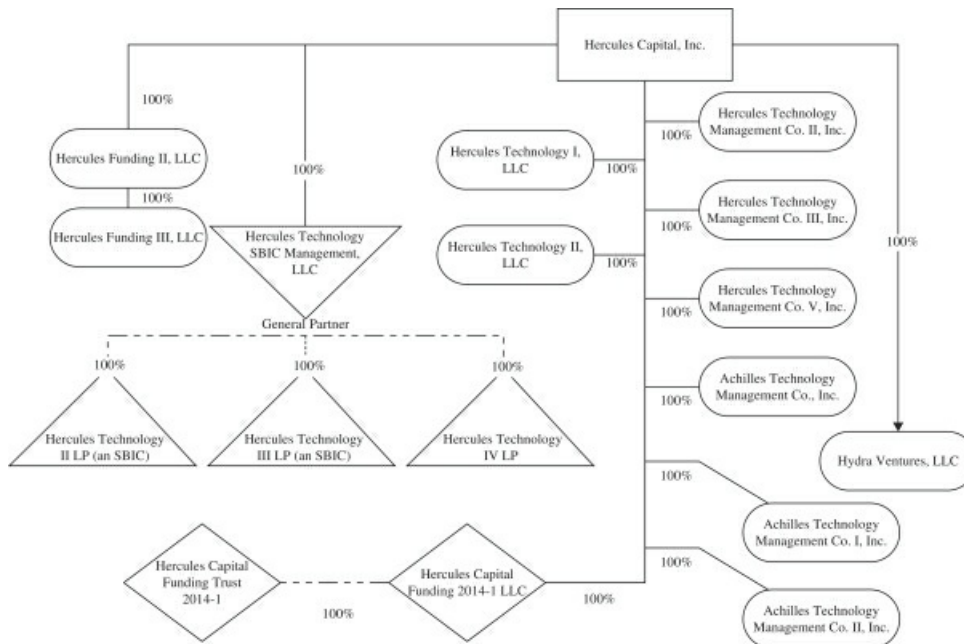 Hercules Capital, Inc.
100%
Hercules Funding II, LLC
100%
Hercules Funding III, LLC
100%
Hercules Technology
SBIC Management,
LLC
General Partner
100%
100%
100%
Hercules Technology
II LP (an SBIC)
Hercules Technology
III LP (an SBIC)
Hercules Technology
IV LP
Hercules Technology I,
LLC
100%
Hercules Technology II,
LLC
100%
100%
Hercules Technology
Management Co. II, Inc.
100%
Hercules Technology
Management Co. III, Inc.
100%
Hercules Technology
Management Co. V, Inc.
100%
Achilles Technology
Management Co., Inc.
100%
Achilles Technology
Management Co. I, Inc.
100%
Achilles Technology
Management Co. II, Inc.
100%
Hydra Ventures, LLC
Hercules Capital
Funding Trust
2014-1
100%
Hercules Capital
Funding 2014-1 LLC
100%